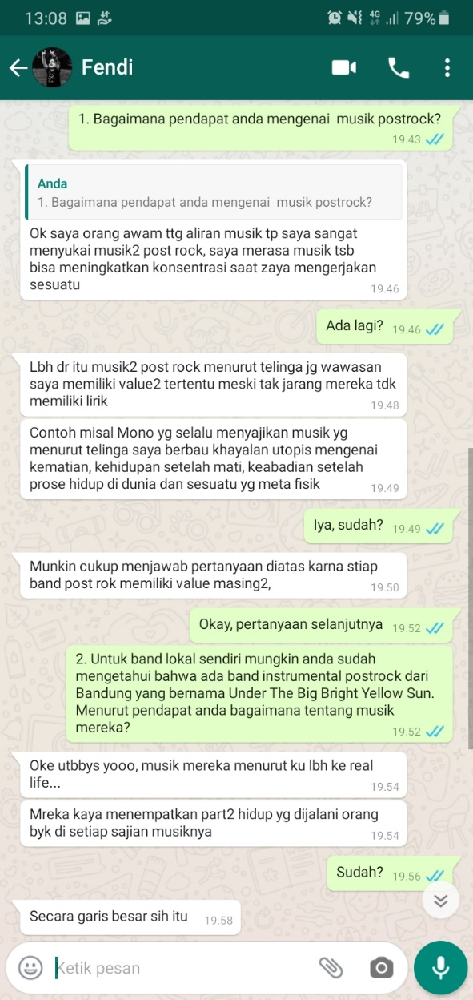 13:08 4G 79%
Fendi
1. Bagaimana pendapat anda mengenai musik postrock?
19.43
Anda
1. Bagaimana pendapat anda mengenai musik postrock?
Ok saya orang awam ttg aliran musik tp saya sangat
menyukai musik2 post rock, saya merasa musik tsb
bisa meningkatkan konsentrasi saat zaya mengerjakan
sesuatu
19.46
Ada lagi? 19.46
Lbh dr itu musik2 post rock menurut telinga jg wawasan
saya memiliki value2 tertentu meski tak jarang mereka tdk
memiliki lirik
19.48
Contoh misal Mono yg selalu menyajikan musik yg
menurut telinga saya berbau khayalan utopis mengenai
kematian, kehidupan setelah mati, keabadian setelah
prose hidup di dunia dan sesuatu yg meta fisik
19.49
Iya, sudah? 19.49
Munkin cukup menjawab pertanyaan diatas karna stiap
band post rok memiliki value masing2,
19.50
Okay, pertanyaan selanjutnya 19.52
2. Untuk band lokal sendiri mungkin anda sudah
mengetahui bahwa ada band instrumental postrock dari
Bandung yang bernama Under The Big Bright Yellow Sun.
Menurut pendapat anda bagaimana tentang musik
mereka?
19.52
Oke utbbys yooo, musik mereka menurut ku lbh ke real
life...
19.54
Mreka kaya menempatkan part2 hidup yg dijalani orang
byk di setiap sajian musiknya
19.54
Sudah? 19.56
Secara garis besar sih itu 19.58
Ketik pesan